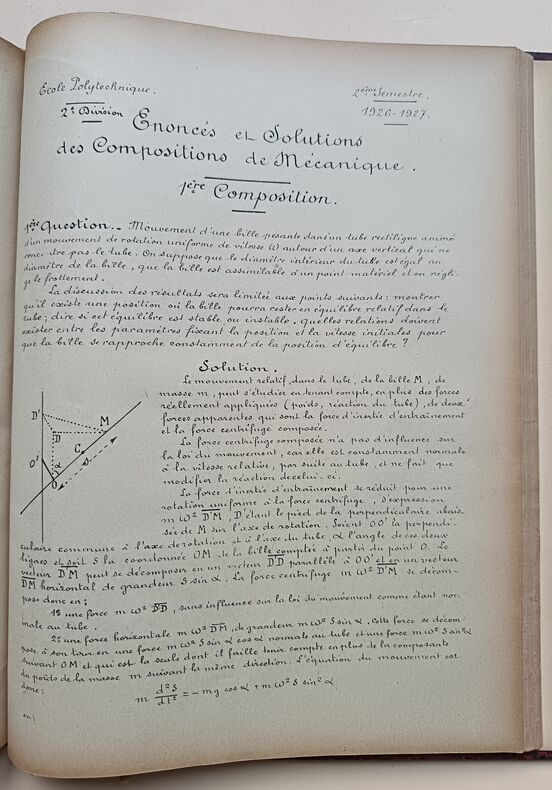 Ecole Polytechnique.
2ème Semestre.
1926-1927.
2e Division
Enoncés et Solutions
des Compositions de Mécanique.
1ère Composition.
1ère Question._ Mouvement d'une bille pesante dans un tube rectiligne animé
d'un mouvement de rotation uniforme de vitesse ω autour d'un axe vertical qui ne
rencontre pas le tube. On suppose que le diamètre intérieur du tube est égal au
diamètre de la bille, que la bille est assimilable à un point matériel et on négli-
ge le frottement.
La discussion des résultats sera limitée aux points suivants: montrer
qu'il existe une position où la bille pourra rester en équilibre relatif dans le
tube; dire si cet équilibre est stable ou instable. Quelles relations doivent
exister entre les paramètres fixant la position et la vitesse initiales pour
que la bille se rapproche constamment de la position d'équilibre ?
Solution.
Le mouvement relatif, dans le tube, de la bille M, de
masse m, peut s'étudier en tenant compte, en plus des forces
réellement appliquées (poids, réaction du tube), de deux
forces apparentes qui sont la force d'inertie d'entraînement
et la force centrifuge composée.
La force centrifuge composée n'a pas d'influence sur
la loi du mouvement, car elle est constamment normale
à la vitesse relative, par suite au tube, et ne fait que
modifier la réaction de celui-ci.
La force d'inertie d'entraînement se réduit pour une
rotation uniforme à la force centrifuge, d'expression
m ω² D'M, D' étant le pied de la perpendiculaire abais-
sée de M sur l'axe de rotation. Soient OO' la perpendi-
culaire commune à l'axe de rotation et à l'axe du tube, α l'angle de ces deux
lignes et soit S la coordonnée OM de la bille comptée à partir du point O. Le
vecteur D'M peut se décomposer en un vecteur D'D parallèle à OO' et en un vecteur
DM horizontal de grandeur S sin α. La force centrifuge m ω² D'M se décom-
pose donc en:
1º une force m ω² D'D, sans influence sur la loi du mouvement comme étant nor-
male au tube.
2º une force horizontale m ω² DM, de grandeur m ω² S sin α, cette force se décom-
pose à son tour en une force m ω² S sin α cos α normale au tube et une force m ω² S sin² α
suivant OM et qui est la seule dont il faille tenir compte en plus de la composante
du poids de la masse m suivant la même direction. L'équation du mouvement est
donc:
m d²S/dt² = - mg cos α + m ω² S sin² α
ou:
D'
D
M
O'
α
S
O